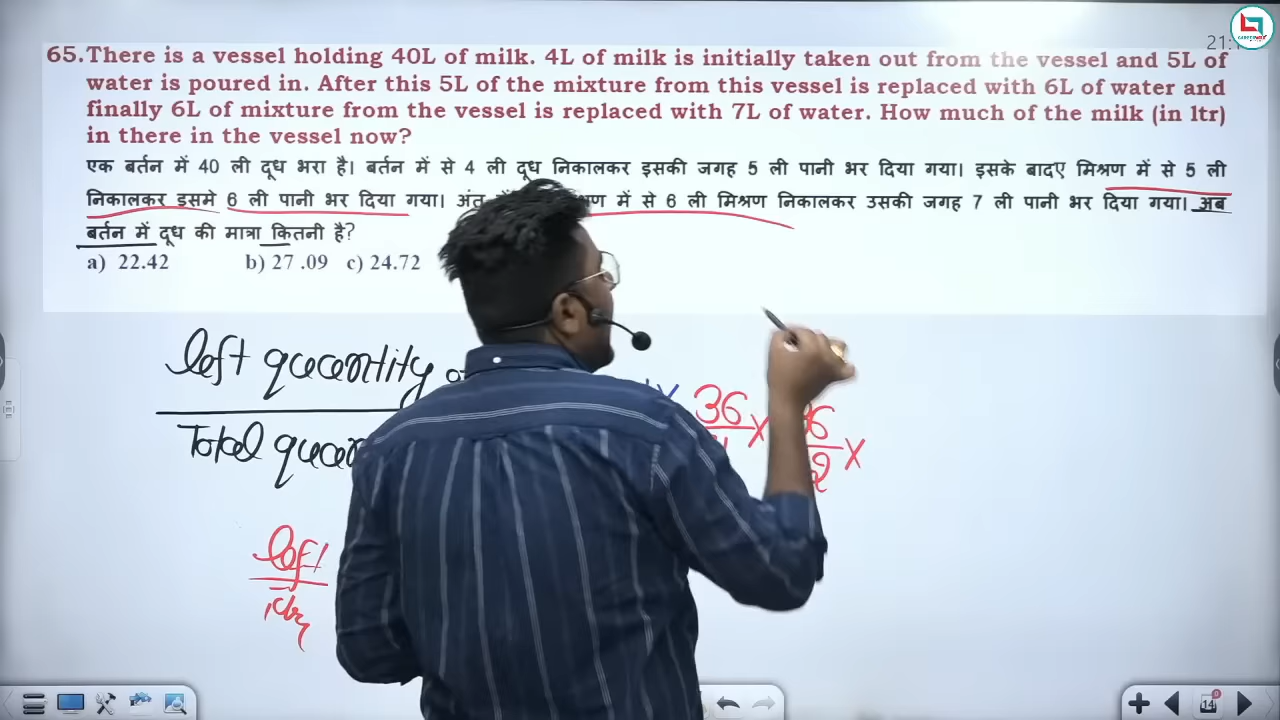 21:
65.There is a vessel holding 40L of milk. 4L of milk is initially taken out from the vessel and 5L of
water is poured in. After this 5L of the mixture from this vessel is replaced with 6L of water and
finally 6L of mixture from the vessel is replaced with 7L of water. How much of the milk (in ltr)
in there in the vessel now?
एक बर्तन में 40 ली दूध भरा है। बर्तन में से 4 ली दूध निकालकर इसकी जगह 5 ली पानी भर दिया गया। इसके बादए मिश्रण में से 5 ली
निकालकर इसमे 6 ली पानी भर दिया गया। में से 6 ली मिश्रण निकालकर उसकी जगह 7 ली पानी भर दिया गया। अब
बर्तन में दूध की मात्रा कितनी है?
a) 22.42 b) 27 .09 c) 24.72
left quantity
Total
36 ×
×
left
14